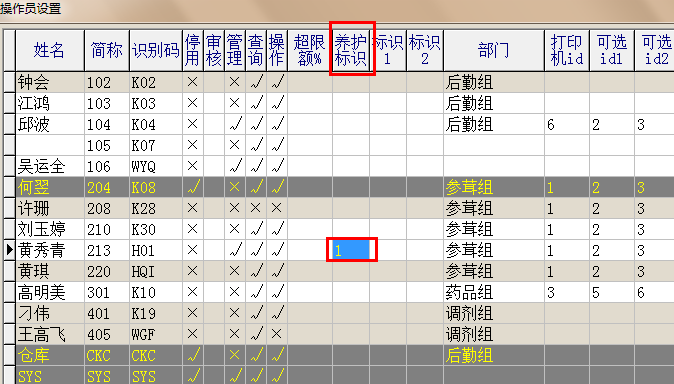 操作员设置
姓名 简称 识别码 停用 审核 管理 查询 操作 超限额% 养护标识 标识1 标识2 部门 打印机id 可选id1 可选id2
钟会 102 K02 × × √ √ 后勤组
江鸿 103 K03 × × √ √ 后勤组
邱波 104 K04 × √ √ √ 后勤组 6 2 3
105 K07 × × √ √
吴运全 106 WYQ × √ √ √
何翌 204 K08 √ × √ √ 参茸组 1 2 3
许珊 208 K28 × × × × 参茸组 1 2 3
刘玉婷 210 K30 × × √ √ 参茸组 1 2 3
黄秀青 213 H01 × √ √ √ 1 参茸组 1 2 3
黄琪 220 HQI × × √ √ 参茸组 1 2 3
高明美 301 K10 × √ √ √ 药品组 3 5 6
刁伟 401 K19 × × √ √ 调剂组
王高飞 405 WGF × × √ × 调剂组
仓库 CKC CKC √ × √ √ 后勤组
SYS SYS SYS √ √ √ √